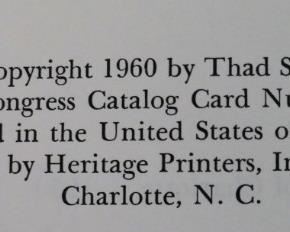 opyright 1960 by Thad S
ongress Catalog Card Nu
d in the United States o
by Heritage Printers, In
Charlotte, N. C.